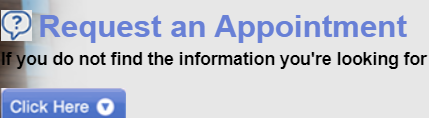 Request an Appointment
If you do not find the information you're looking for
Click Here